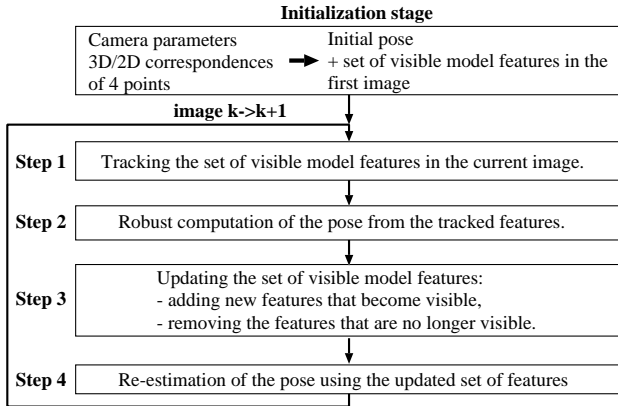 Initialization stage
Camera parameters
3D/2D correspondences
of 4 points
Initial pose
+ set of visible model features in the
first image
image k->k+1
Step 1
Tracking the set of visible model features in the current image.
Step 2
Robust computation of the pose from the tracked features.
Step 3
Updating the set of visible model features:
- adding new features that become visible,
- removing the features that are no longer visible.
Step 4
Re-estimation of the pose using the updated set of features